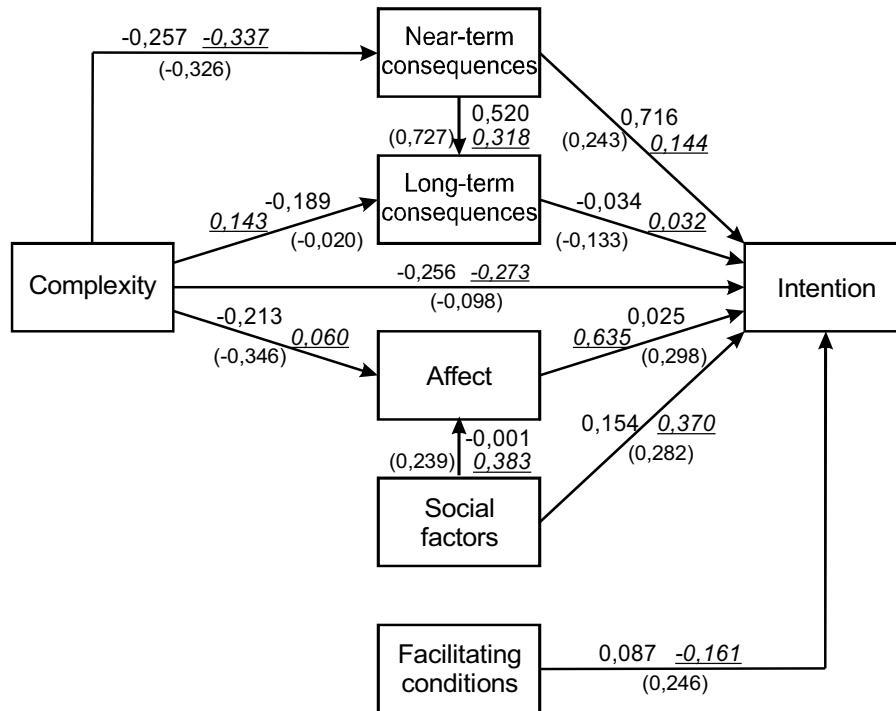 -0,257 -0,337
(-0,326)
Near-term
consequences
0,520
(0,727) 0,318
0,716
(0,243) 0,144
Long-term
consequences
-0,189
0,143
(-0,020)
-0,034
0,032
(-0,133)
Complexity
-0,256 -0,273
(-0,098)
Intention
-0,213
0,060
(-0,346)
Affect
0,025
0,635
(0,298)
-0,001
(0,239) 0,383
0,154 0,370
(0,282)
Social
factors
Facilitating
conditions
0,087 -0,161
(0,246)